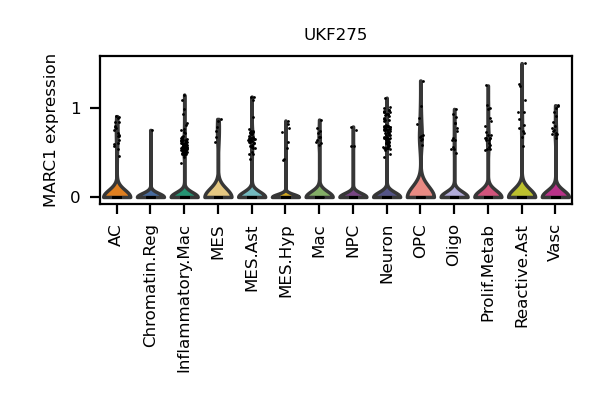 UKF275
MARC1 expression
1
0
AC
Chromatin.Reg
Inflammatory.Mac
MES
MES.Ast
MES.Hyp
Mac
NPC
Neuron
OPC
Oligo
Prolif.Metab
Reactive.Ast
Vasc